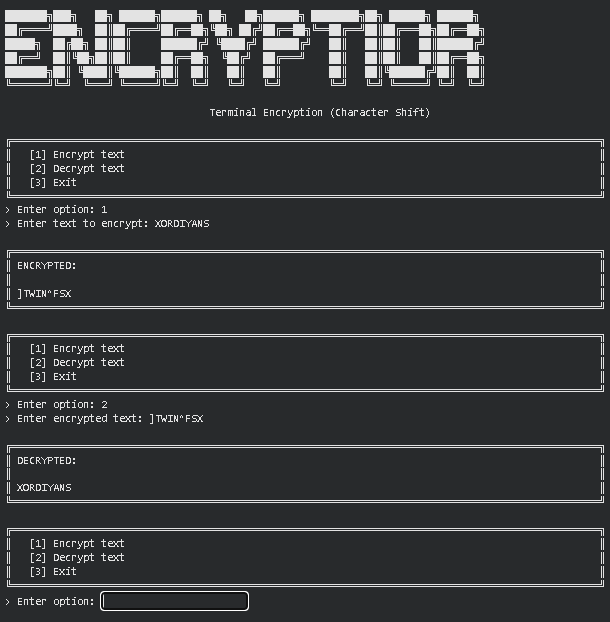 ENCRYPTIOR
Terminal Encryption (Character Shift)
[1] Encrypt text
[2] Decrypt text
[3] Exit
> Enter option: 1
> Enter text to encrypt: XORDIYANS
ENCRYPTED:
]TWIN^FSX
[1] Encrypt text
[2] Decrypt text
[3] Exit
> Enter option: 2
> Enter encrypted text: ]TWIN^FSX
DECRYPTED:
XORDIYANS
[1] Encrypt text
[2] Decrypt text
[3] Exit
> Enter option: